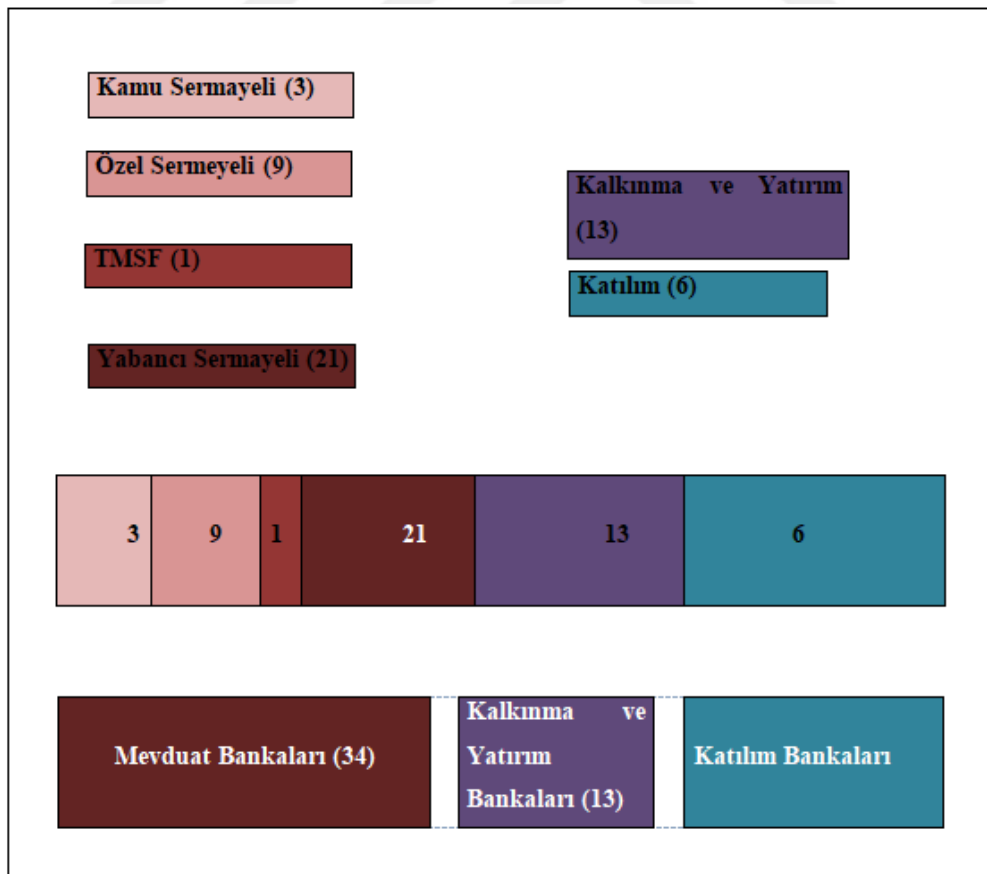 Kamu Sermayeli (3)
Özel Sermeyeli (9)
TMSF (1)
Yabancı Sermayeli (21)
Kalkınma ve Yatırım
(13)
Katılım (6)
3 9 1 21 13 6
Mevduat Bankaları (34)
Kalkınma ve
Yatırım
Bankaları (13)
Katılım Bankaları